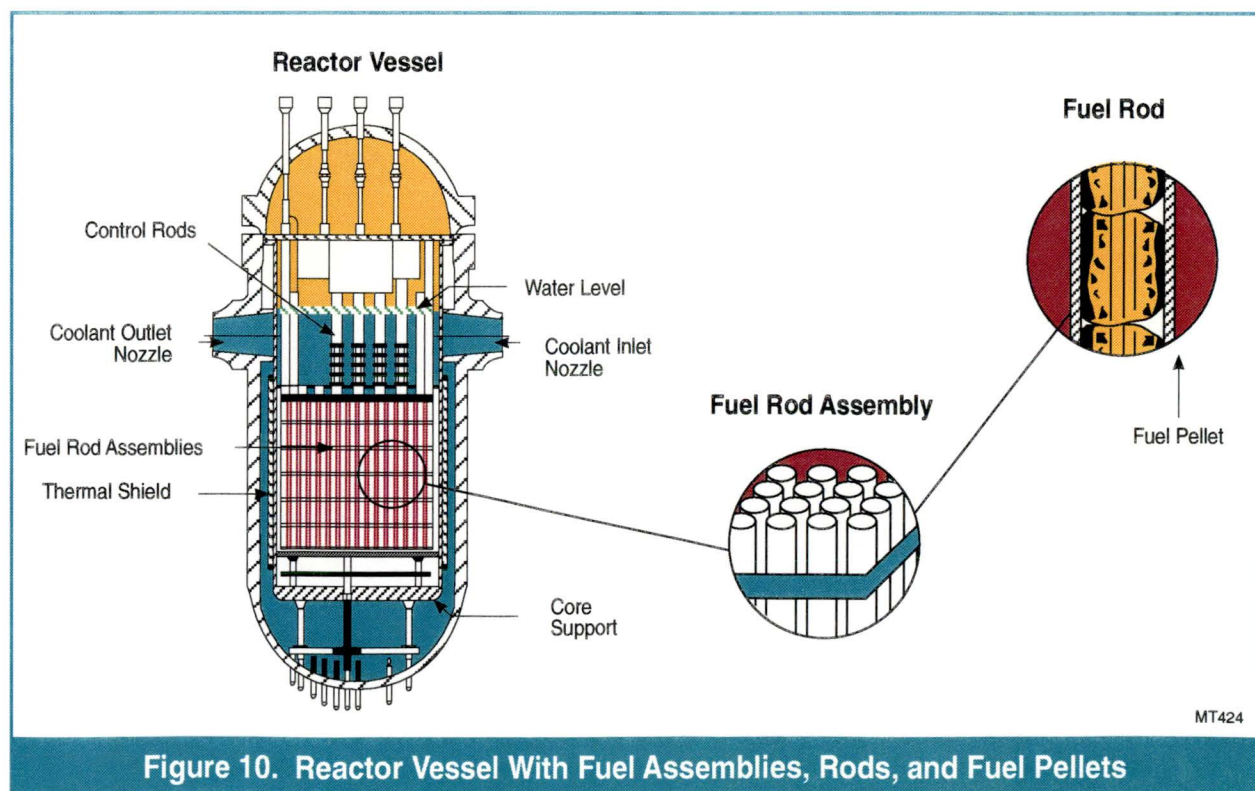 Reactor Vessel
Fuel Rod
Control Rods
Water Level
Coolant Outlet
Nozzle
Coolant Inlet
Nozzle
Fuel Rod Assembly
Fuel Pellet
Fuel Rod Assemblies
Thermal Shield
Core
Support
MT424
Figure 10. Reactor Vessel With Fuel Assemblies, Rods, and Fuel Pellets